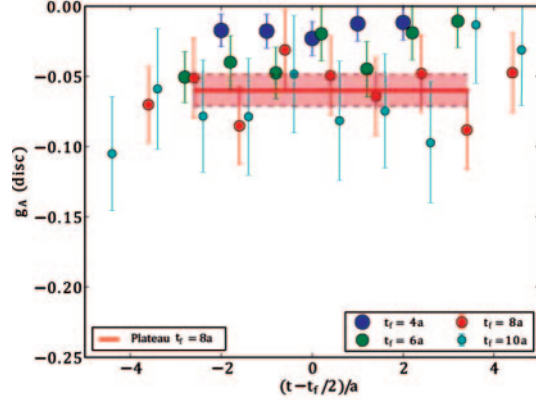 0.00
−0.05
−0.10
−0.15
−0.20
−0.25
g_A (disc)
Plateau t_f = 8a
t_f = 4a
t_f = 8a
t_f = 6a
t_f =10a
−4 −2 0 2 4
(t−t_f/2)/a